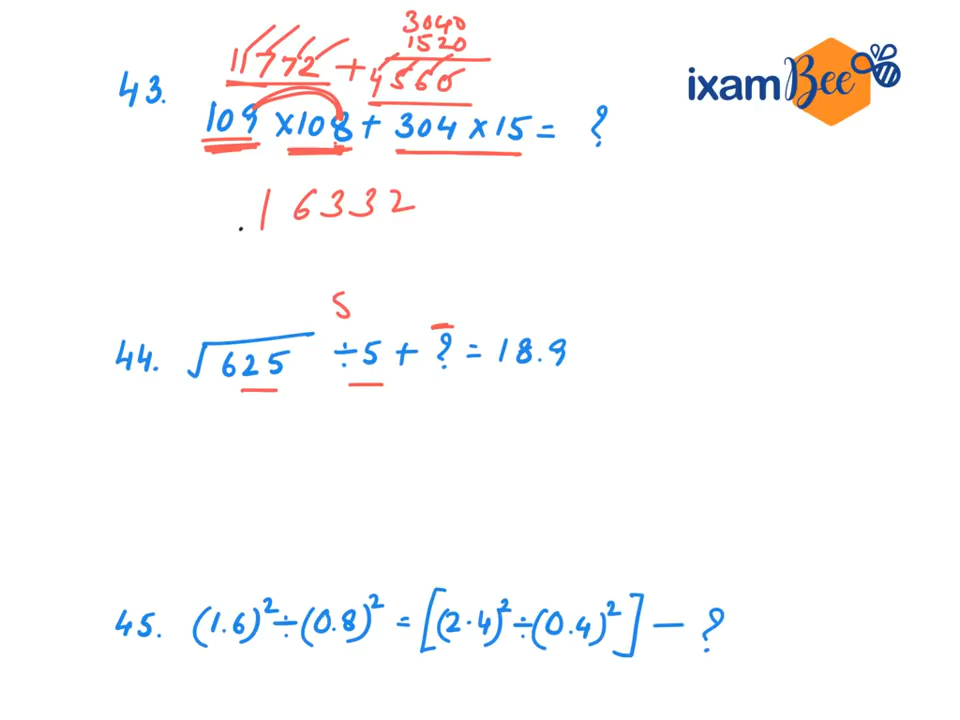 3040
1520
11772 + 4560
ixamBee
43. 109 × 108 + 304 × 15 = ?
16332
5
44. √625 ÷ 5 + ? = 18.9
45. (1.6)² ÷ (0.8)² = [(2.4)² ÷ (0.4)²] − ?